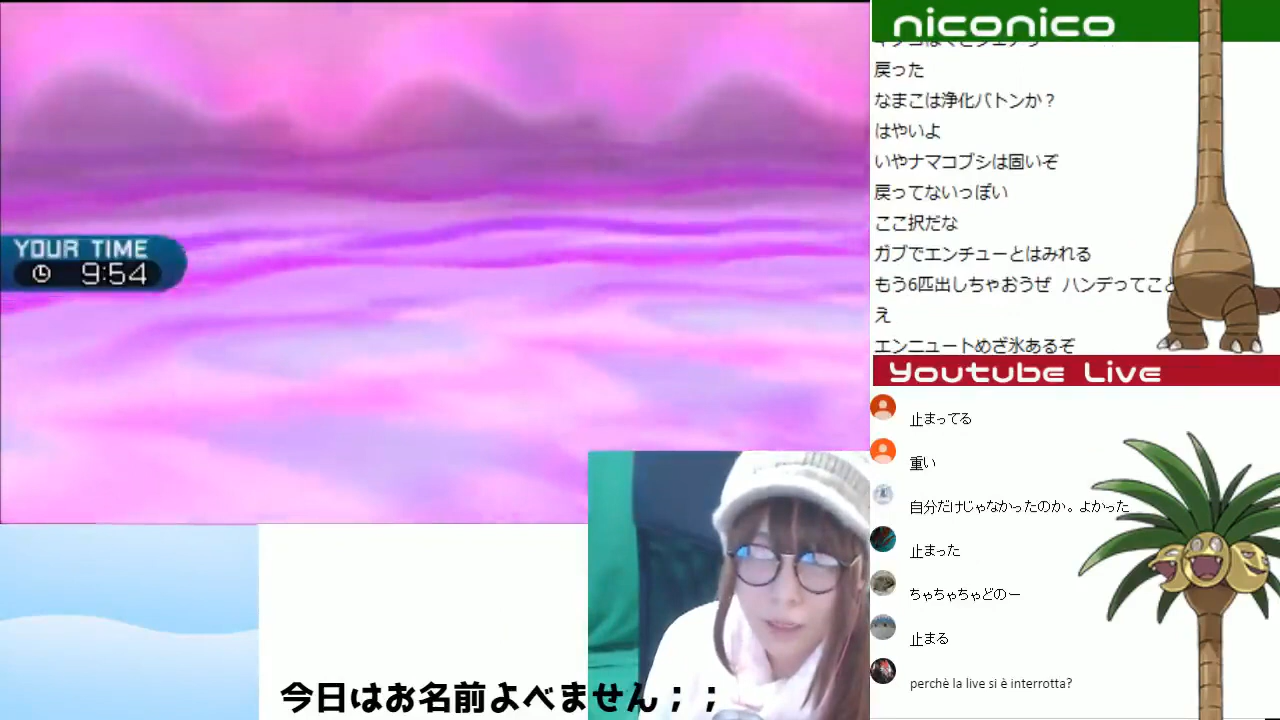 YOUR TIME
9:54
今日はお名前よべません；；
niconico
戻った
なまこは浄化バトンか？
はやいよ
いやナマコブシは固いぞ
戻ってないっぽい
ここ択だな
ガブでエンチューとはみれる
もう6匹出しちゃおうぜ ハンデってこと
え
エンニュートめざ氷あるぞ
Youtube Live
止まってる
重い
自分だけじゃなかったのか。よかった
止まった
ちゃちゃちゃどのー
止まる
perchè la live si è interrotta?